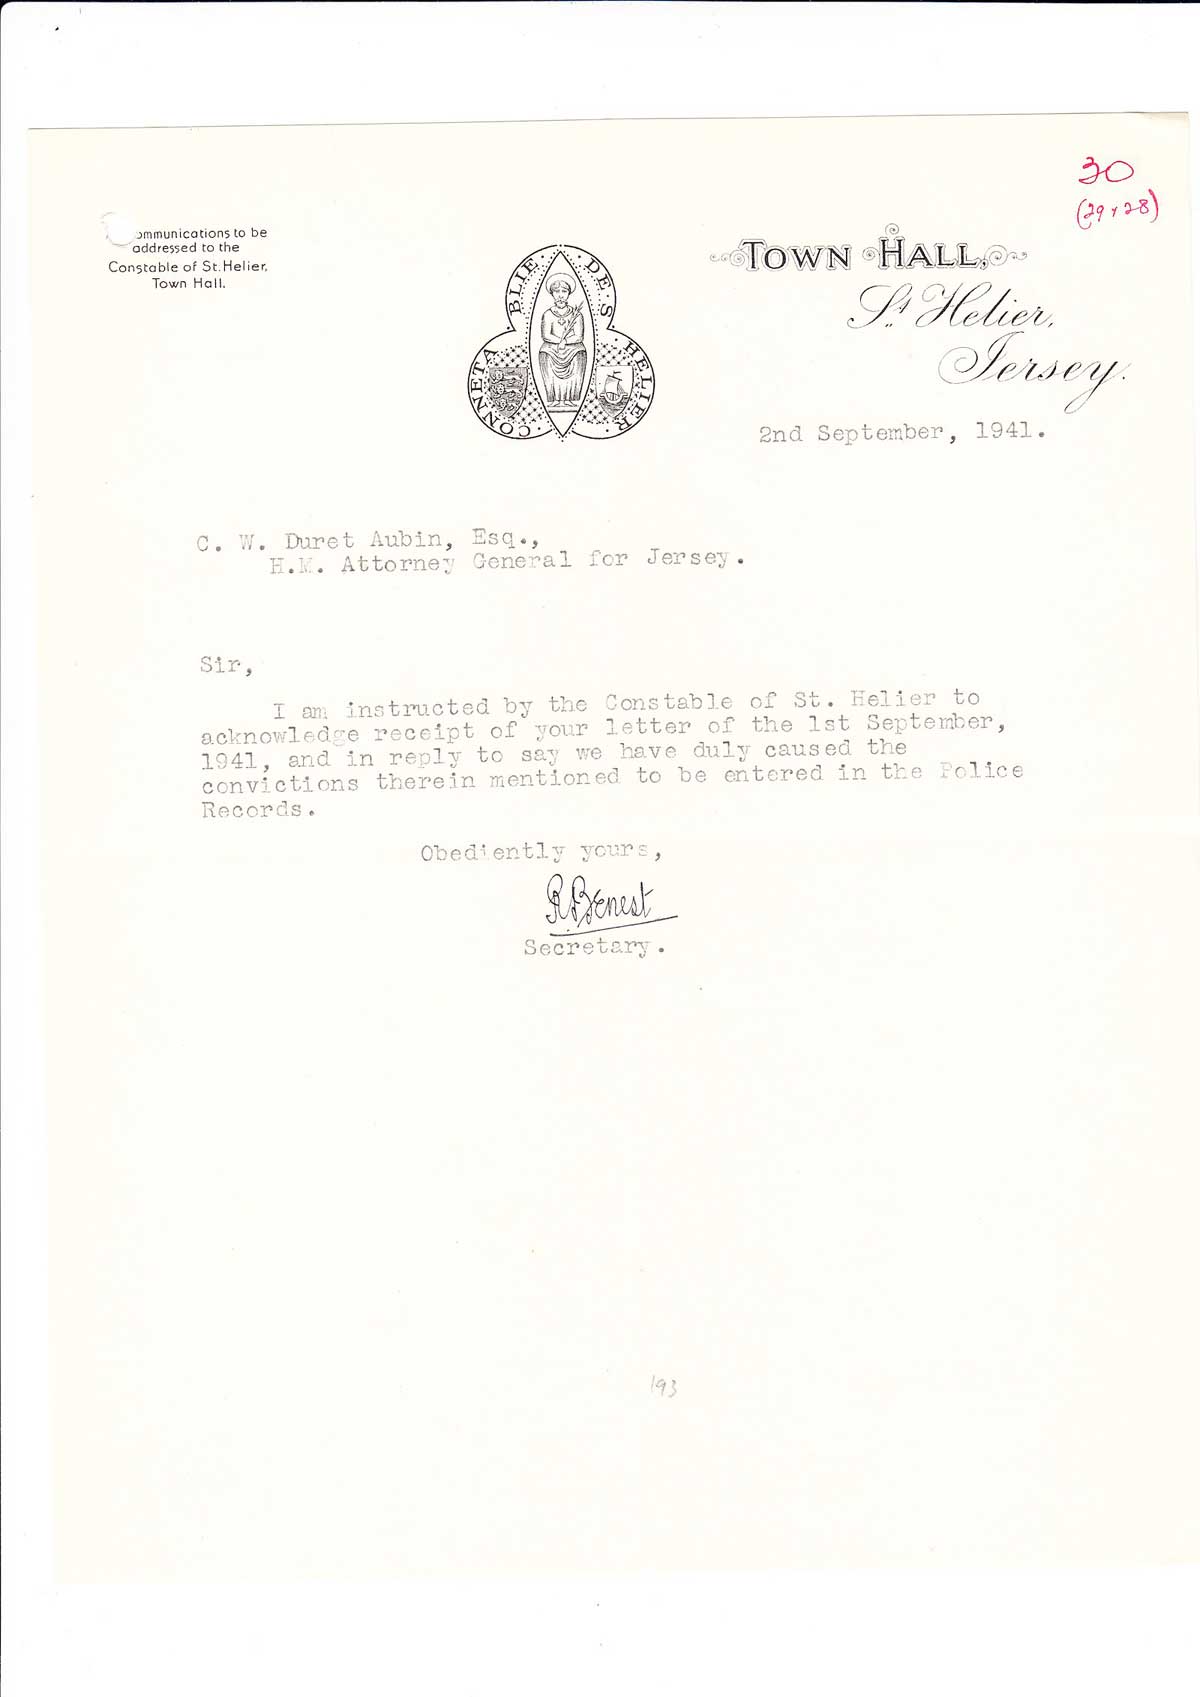 30
(29 + 28)
ommunications to be
addressed to the
Constable of St. Helier,
Town Hall.
TOWN HALL,
St. Helier,
Jersey.
CONNETABLIE DE S. HELIER.
2nd September, 1941.
C. W. Duret Aubin, Esq.,
H.M. Attorney General for Jersey.
Sir,
I am instructed by the Constable of St. Helier to
acknowledge receipt of your letter of the 1st September,
1941, and in reply to say we have duly caused the
convictions therein mentioned to be entered in the Police
Records.
Obediently yours,
Secretary.
193